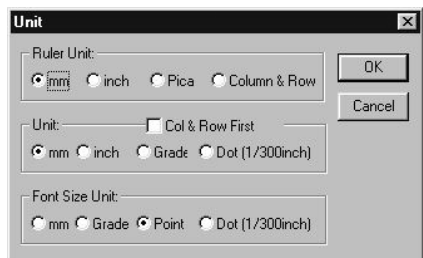 Unit
Ruler Unit:
mm inch Pica Column & Row
OK
Cancel
Unit: Col & Row First
mm inch Grade Dot (1/300inch)
Font Size Unit:
mm Grade Point Dot (1/300inch)